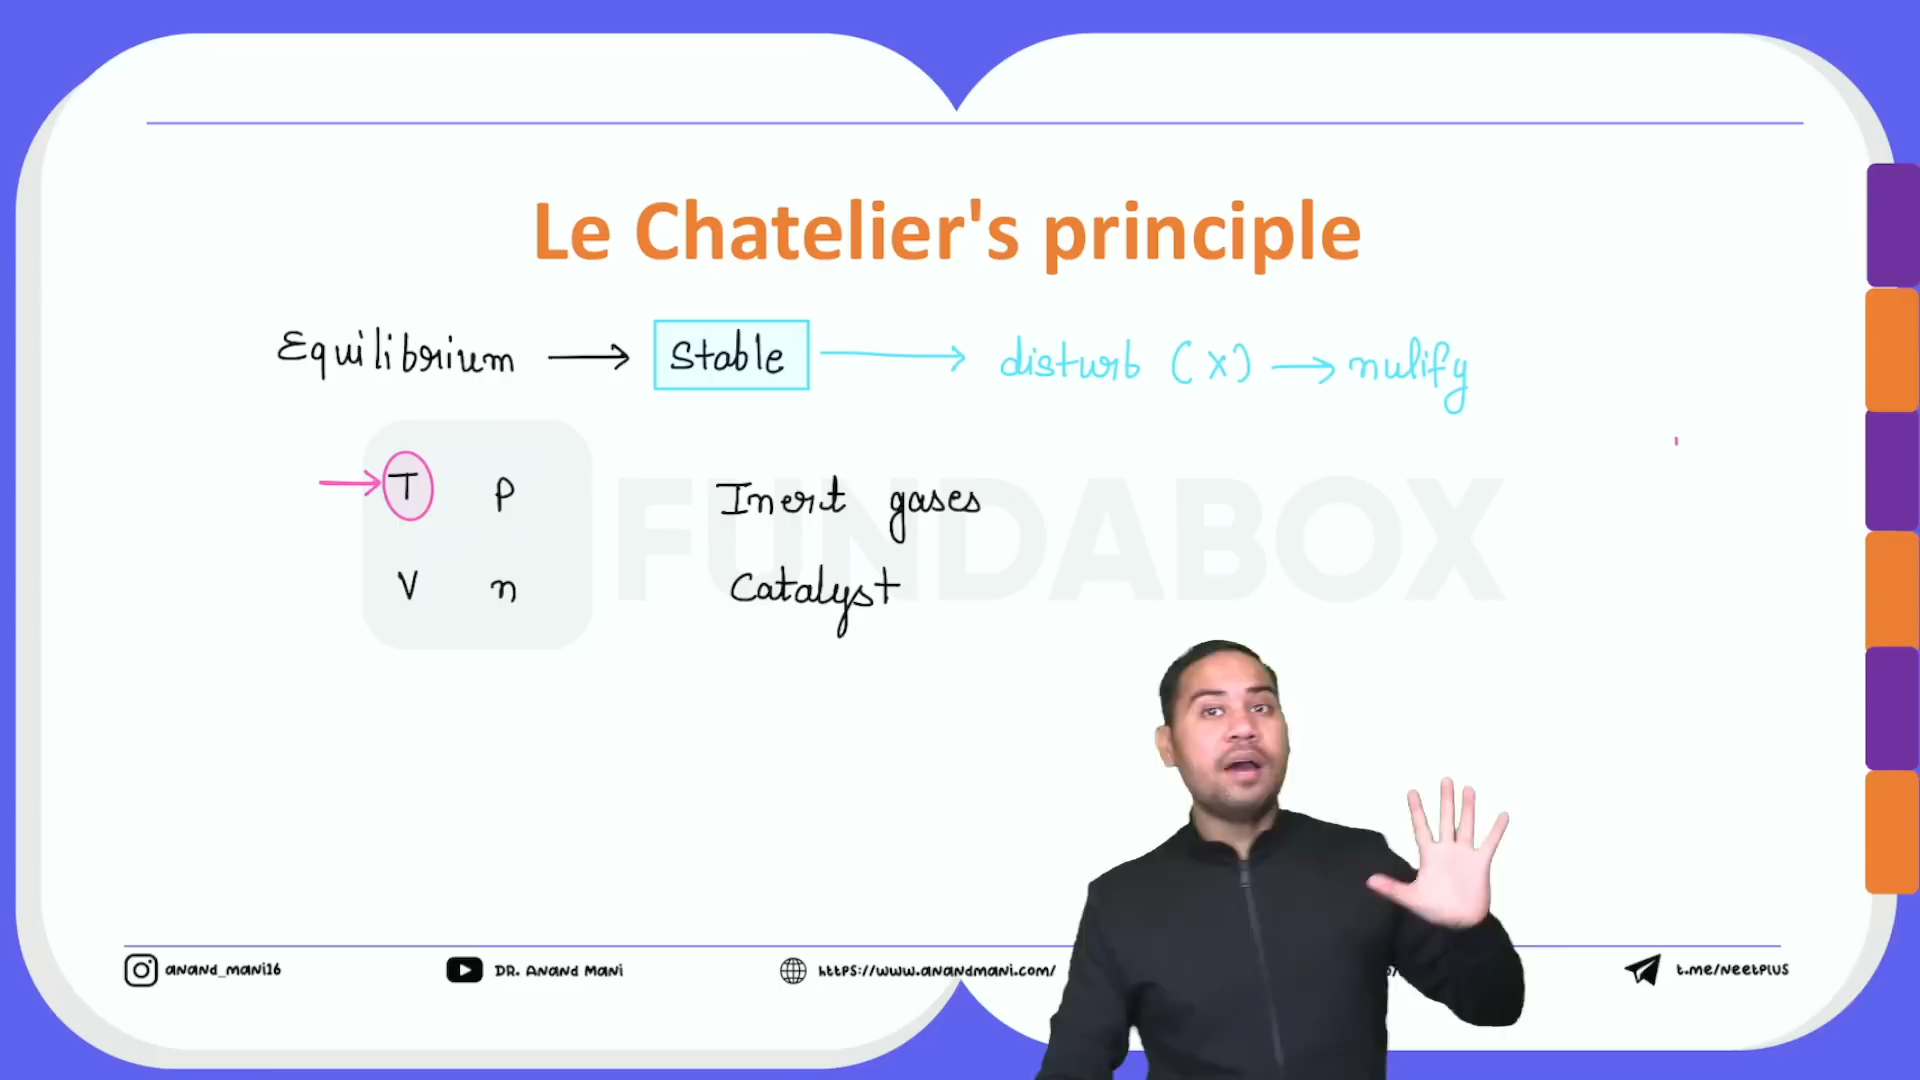 Le Chatelier's principle
Equilibrium → Stable → disturb (x) → nulify
→ T P Inert gases
FUNDABOX
V n Catalyst
anand_mani16 Dr. Anand Mani https://www.anandmani.com/ t.me/neetplus